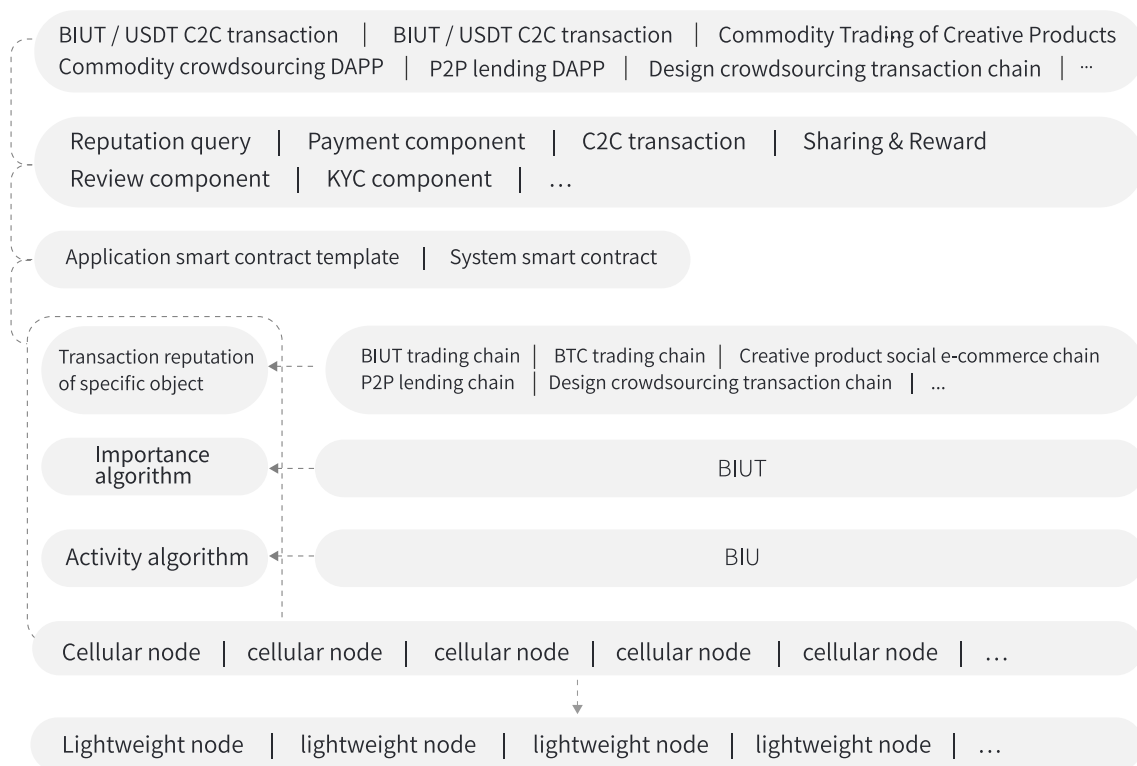 BIUT / USDT C2C transaction | BIUT / USDT C2C transaction | Commodity Trading of Creative Products
Commodity crowdsourcing DAPP | P2P lending DAPP | Design crowdsourcing transaction chain | ...
Reputation query | Payment component | C2C transaction | Sharing & Reward
Review component | KYC component | ...
Application smart contract template | System smart contract
Transaction reputation
of specific object
BIUT trading chain | BTC trading chain | Creative product social e-commerce chain
P2P lending chain | Design crowdsourcing transaction chain | ...
Importance
algorithm
BIUT
Activity algorithm
BIU
Cellular node | cellular node | cellular node | cellular node | cellular node | ...
Lightweight node | lightweight node | lightweight node | lightweight node | ...